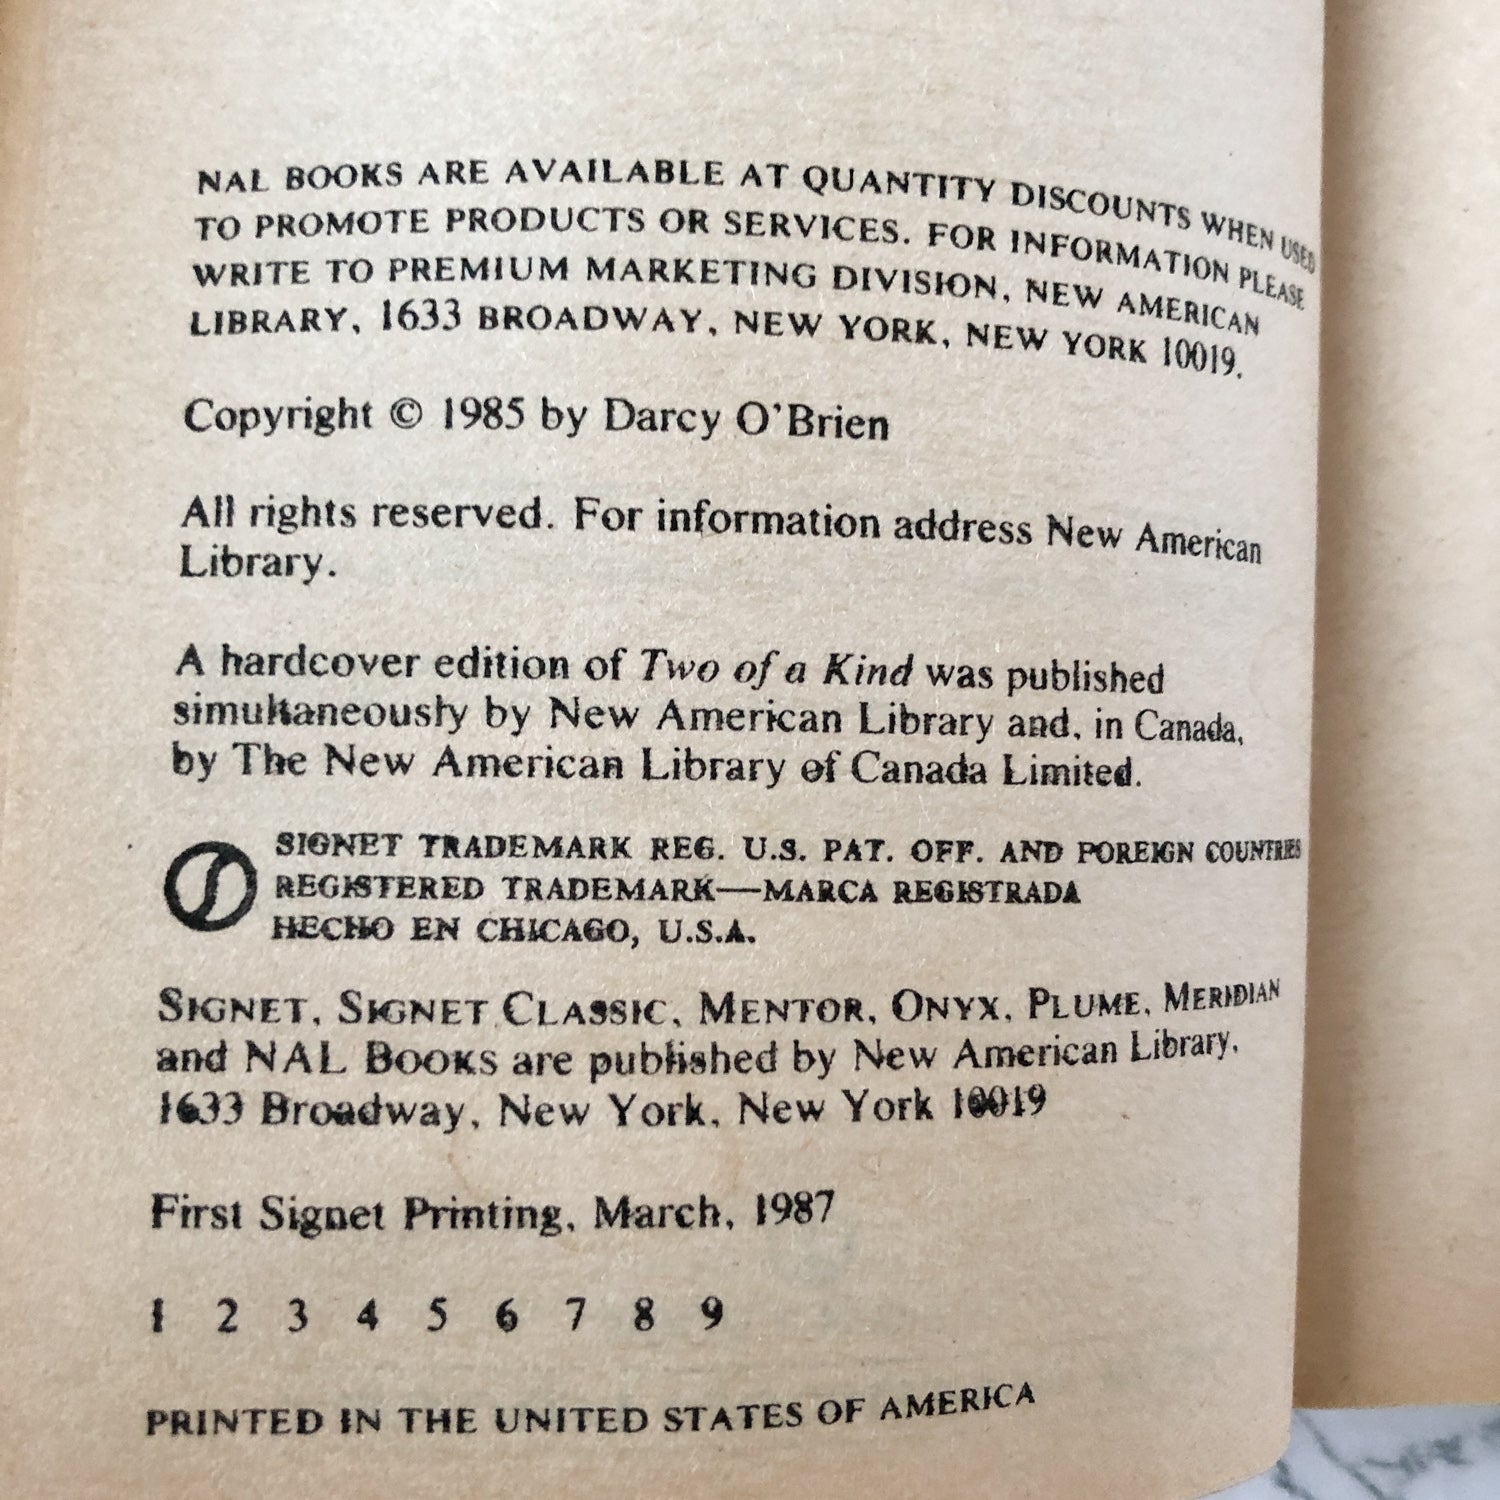 NAL BOOKS ARE AVAILABLE AT QUANTITY DISCOUNTS WHEN USED
TO PROMOTE PRODUCTS OR SERVICES. FOR INFORMATION PLEASE
WRITE TO PREMIUM MARKETING DIVISION, NEW AMERICAN
LIBRARY, 1633 BROADWAY, NEW YORK, NEW YORK 10019.
Copyright © 1985 by Darcy O'Brien
All rights reserved. For information address New American
Library.
A hardcover edition of Two of a Kind was published
simultaneously by New American Library and, in Canada,
by The New American Library of Canada Limited.
SIGNET TRADEMARK REG. U.S. PAT. OFF. AND FOREIGN COUNTRIES
REGISTERED TRADEMARK—MARCA REGISTRADA
HECHO EN CHICAGO, U.S.A.
SIGNET, SIGNET CLASSIC, MENTOR, ONYX, PLUME, MERIDIAN
and NAL BOOKS are published by New American Library,
1633 Broadway, New York, New York 10019
First Signet Printing, March, 1987
1 2 3 4 5 6 7 8 9
PRINTED IN THE UNITED STATES OF AMERICA